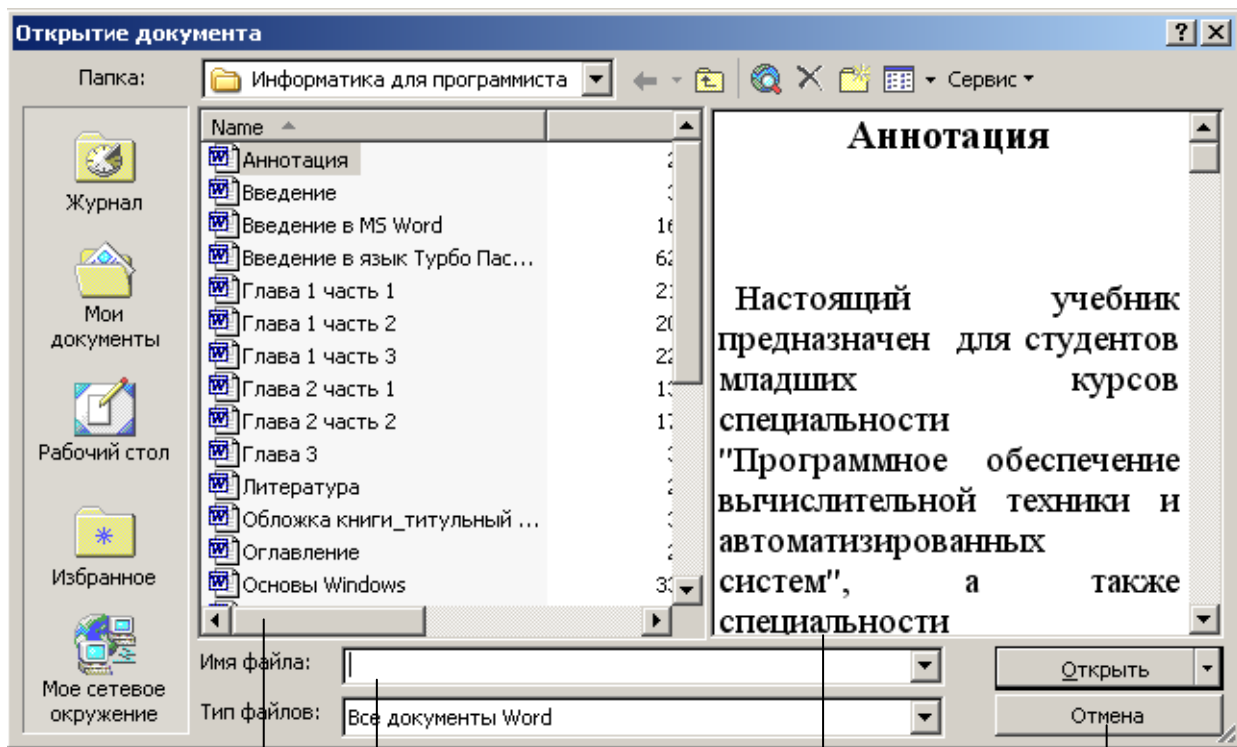 Открытие документа
Папка:
Информатика для программиста
Сервис
Журнал
Мои
документы
Рабочий стол
Избранное
Мое сетевое
окружение
Name
Аннотация
Введение
Введение в MS Word
Введение в язык Турбо Пас...
Глава 1 часть 1
Глава 1 часть 2
Глава 1 часть 3
Глава 2 часть 1
Глава 2 часть 2
Глава 3
Литература
Обложка книги_титульный ...
Оглавление
Основы Windows
Аннотация
Настоящий учебник
предназначен для студентов
младших курсов
специальности
"Программное обеспечение
вычислительной техники и
автоматизированных
систем", а также
специальности
Имя файла:
Открыть
Тип файлов:
Все документы Word
Отмена